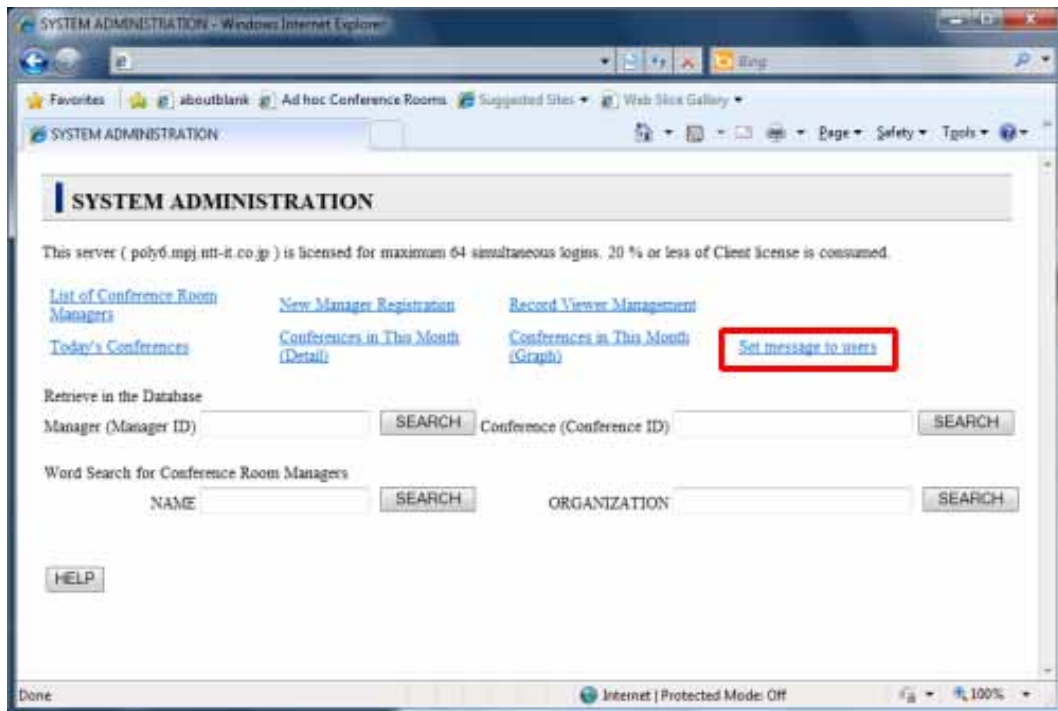 SYSTEM ADMINISTRATION - Windows Internet Explorer
Bing
Favorites aboutblank Ad hoc Conference Rooms Suggested Sites Web Slice Gallery
SYSTEM ADMINISTRATION Page Safety Tools
SYSTEM ADMINISTRATION
This server ( poly6.mpj.ntt-it.co.jp ) is licensed for maximum 64 simultaneous logins. 20 % or less of Client license is consumed.
List of Conference Room
Managers
New Manager Registration
Record Viewer Management
Today's Conferences
Conferences in This Month
(Detail)
Conferences in This Month
(Graph)
Set message to users
Retrieve in the Database
Manager (Manager ID) SEARCH Conference (Conference ID) SEARCH
Word Search for Conference Room Managers
NAME SEARCH ORGANIZATION SEARCH
HELP
Done Internet | Protected Mode: Off 100%